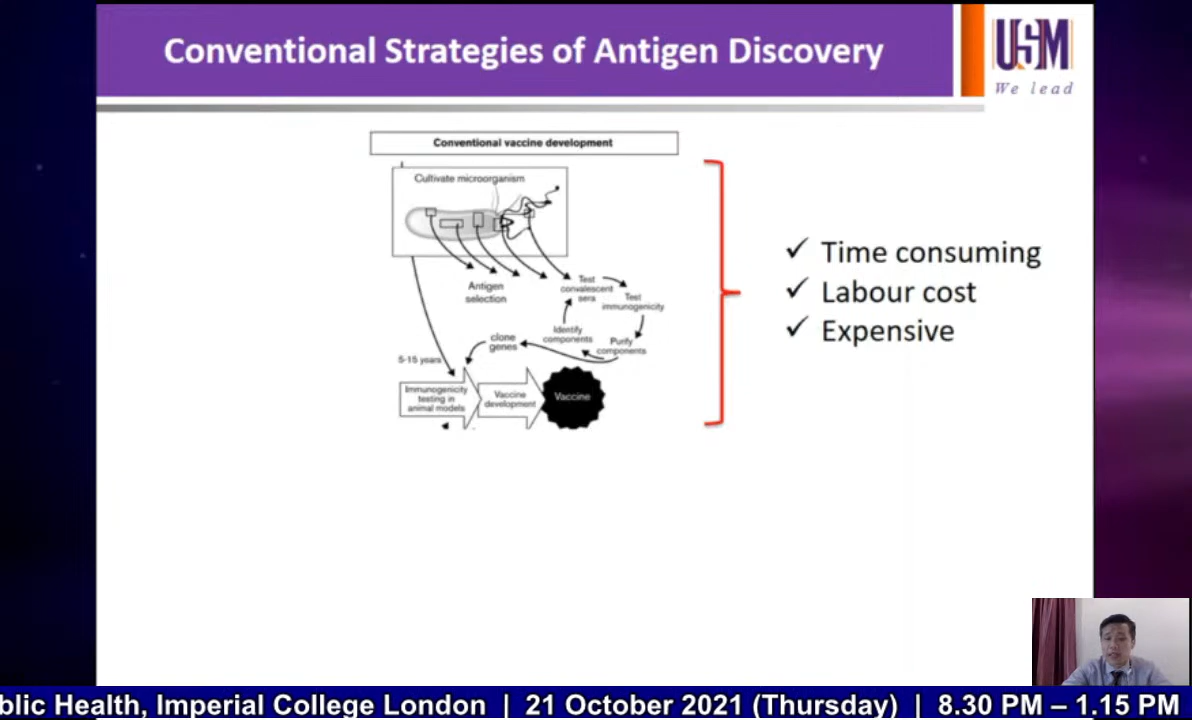 Conventional Strategies of Antigen Discovery
USM
We lead
Conventional vaccine development
Cultivate microorganism
Antigen
selection
Test
convalescent
sera
Test
immunogenicity
Identify
components
Purify
components
clone
genes
5-15 years
Immunogenicity
testing in
animal models
Vaccine
development
Vaccine
✓ Time consuming
✓ Labour cost
✓ Expensive
blic Health, Imperial College London | 21 October 2021 (Thursday) | 8.30 PM – 1.15 PM